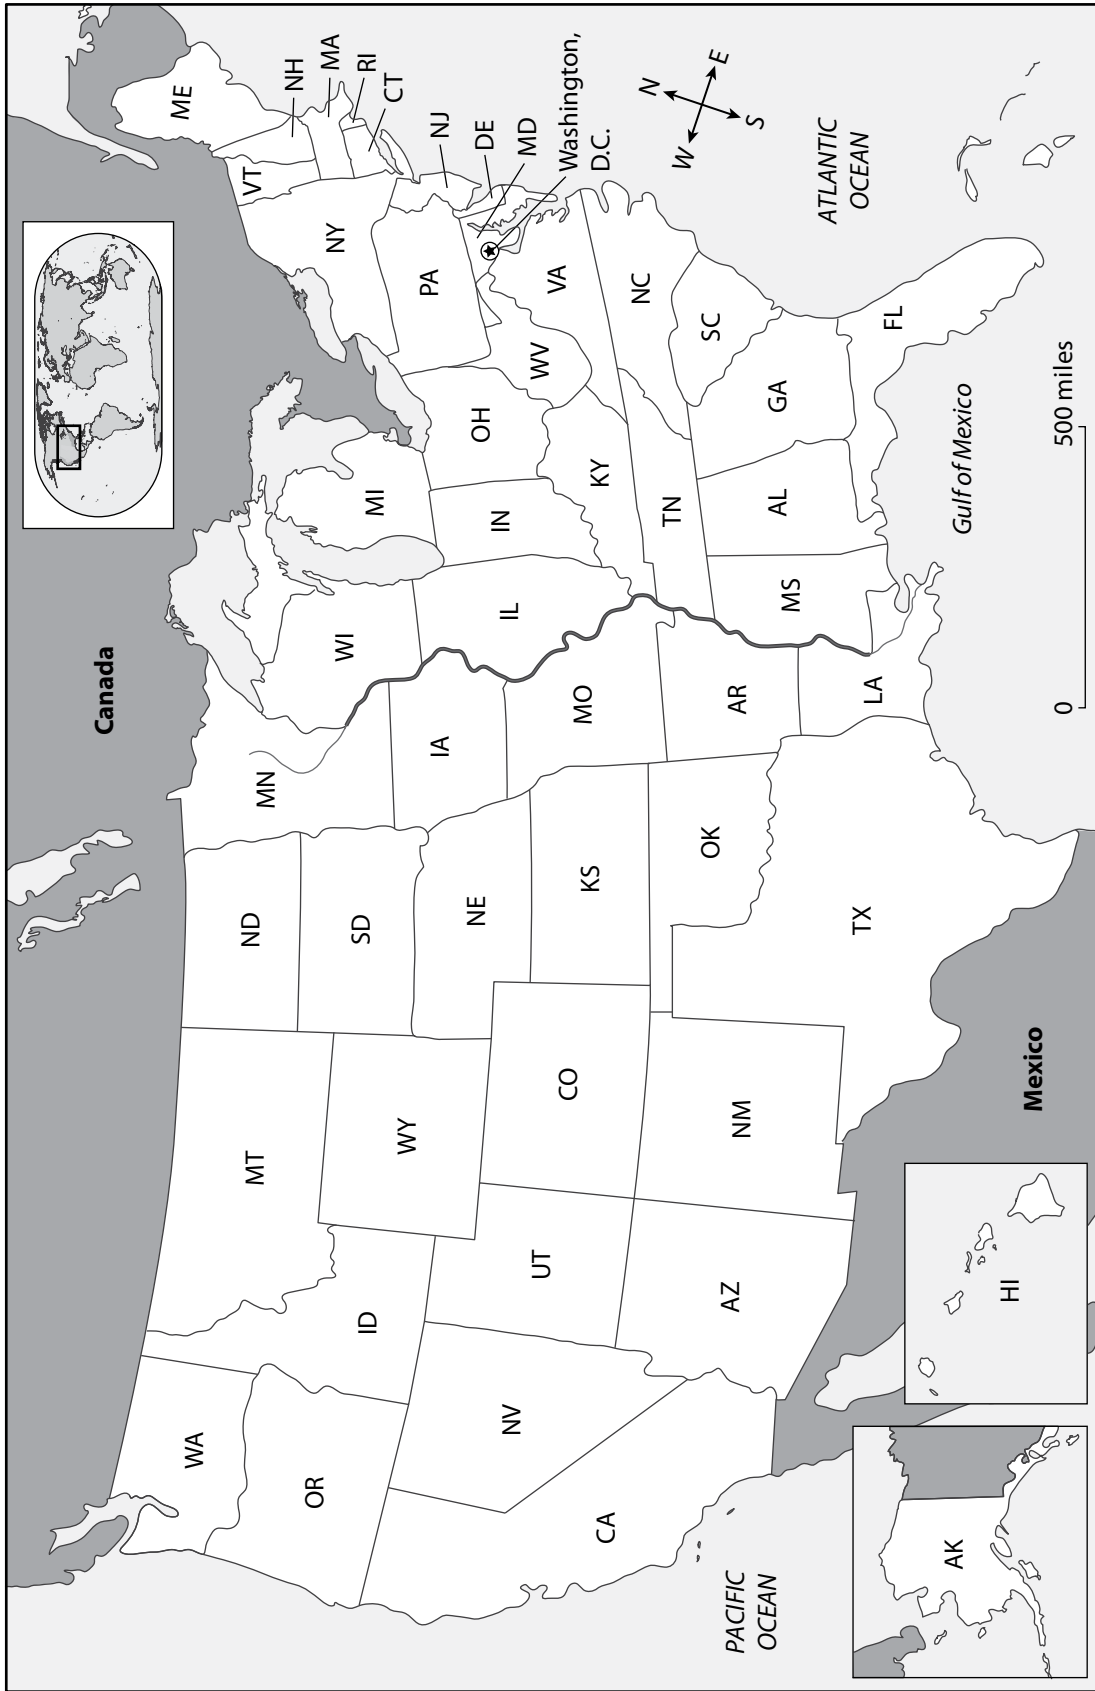 Canada
WA
OR
CA
NV
ID
MT
WY
UT
AZ
CO
NM
ND
SD
NE
KS
OK
TX
MN
IA
MO
AR
LA
WI
IL
MS
MI
IN
OH
KY
TN
AL
GA
FL
SC
NC
VA
WV
PA
NY
VT
ME
NH
MA
RI
CT
NJ
DE
MD
Washington,
D.C.
N
E
S
W
ATLANTIC
OCEAN
PACIFIC
OCEAN
Gulf of Mexico
Mexico
AK
HI
0
500 miles